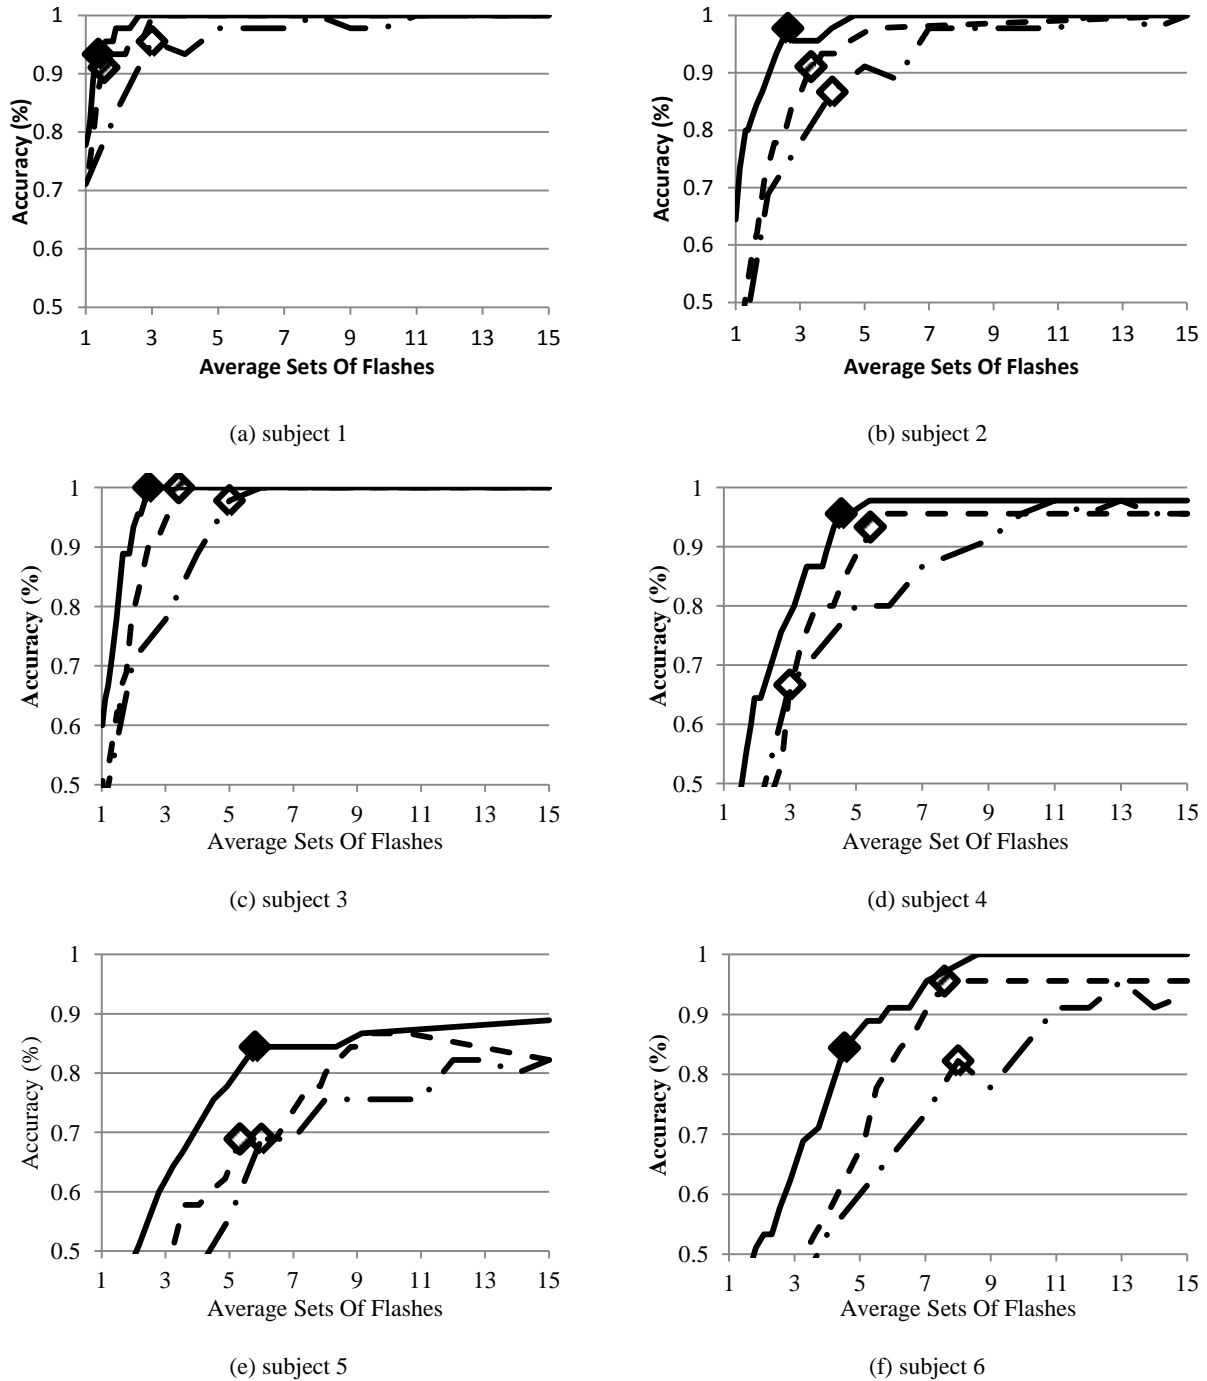 1
0.9
0.8
0.7
0.6
0.5
Accuracy (%)
1 3 5 7 9 11 13 15
Average Sets Of Flashes
(a) subject 1
1
0.9
0.8
0.7
0.6
0.5
Accuracy (%)
1 3 5 7 9 11 13 15
Average Sets Of Flashes
(b) subject 2
1
0.9
0.8
0.7
0.6
0.5
Accuracy (%)
1 3 5 7 9 11 13 15
Average Sets Of Flashes
(c) subject 3
1
0.9
0.8
0.7
0.6
0.5
Accuracy (%)
1 3 5 7 9 11 13 15
Average Set Of Flashes
(d) subject 4
1
0.9
0.8
0.7
0.6
0.5
Accuracy (%)
1 3 5 7 9 11 13 15
Average Sets Of Flashes
(e) subject 5
1
0.9
0.8
0.7
0.6
0.5
Accuracy (%)
1 3 5 7 9 11 13 15
Average Sets Of Flashes
(f) subject 6